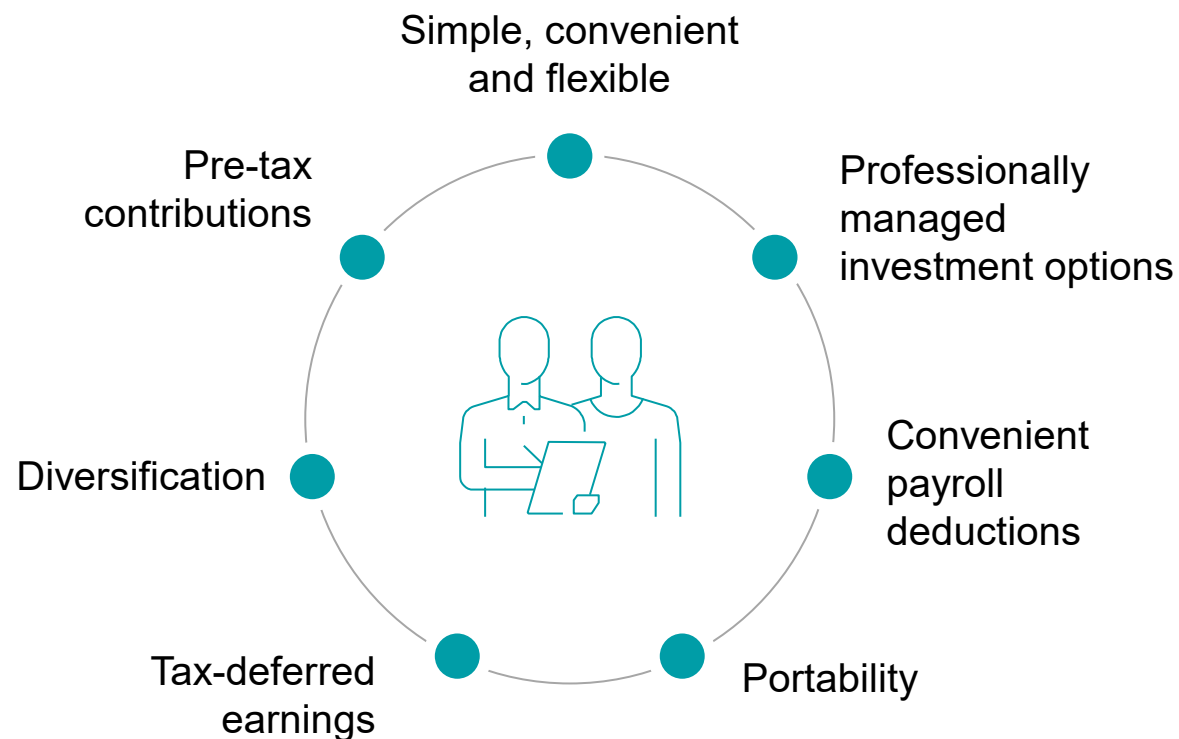 Simple, convenient
and flexible
Professionally
managed
investment options
Convenient
payroll
deductions
Portability
Tax-deferred
earnings
Diversification
Pre-tax
contributions